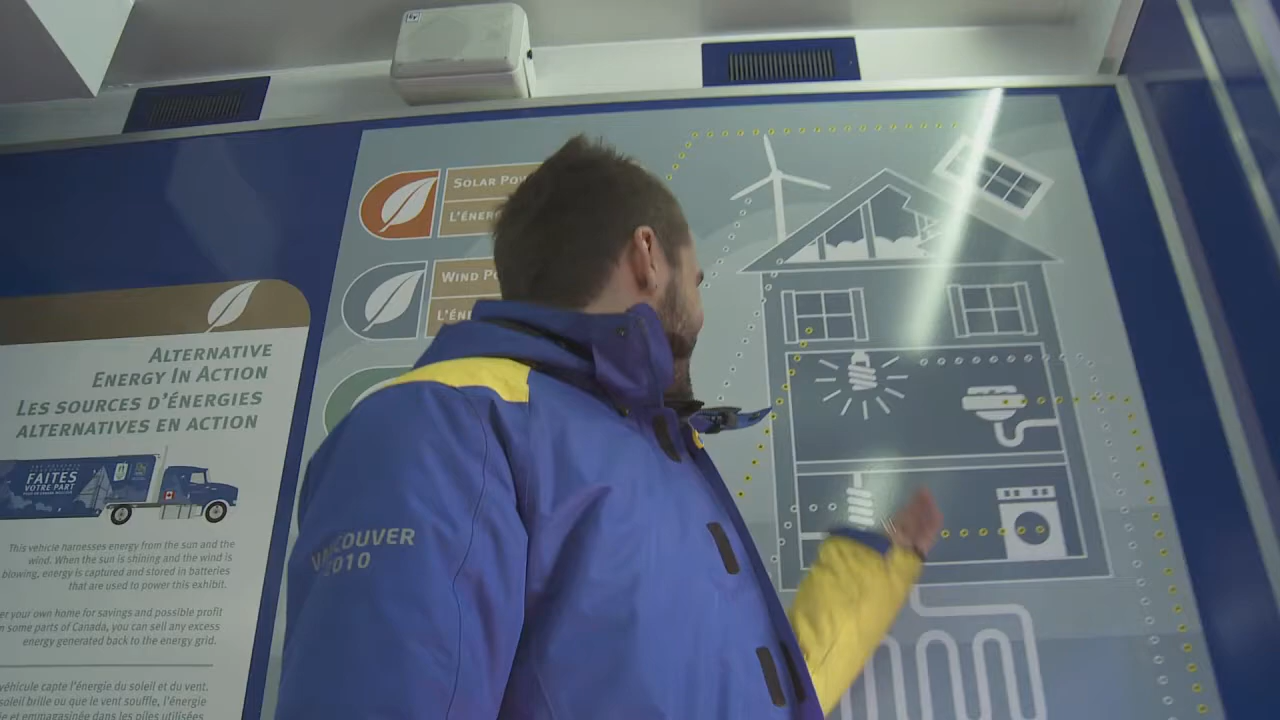 SOLAR
L'ÉNER
WIND
L'ÉNE
ALTERNATIVE
ENERGY IN ACTION
LES SOURCES D'ÉNERGIES
ALTERNATIVES EN ACTION
FAITES
VOTRE PART
This vehicle harnesses energy from the sun and the
wind. When the sun is shining and the wind is
blowing, energy is captured and stored in batteries
that are used to power this exhibit.
your own home for savings and possible profit
some parts of Canada, you can sell any excess
energy generated back to the energy grid.
véhicule capte l'énergie du soleil et du vent.
soleil brille ou que le vent souffle, l'énergie
et emmagasinée dans les piles utilisées
VANCOUVER
2010
EV